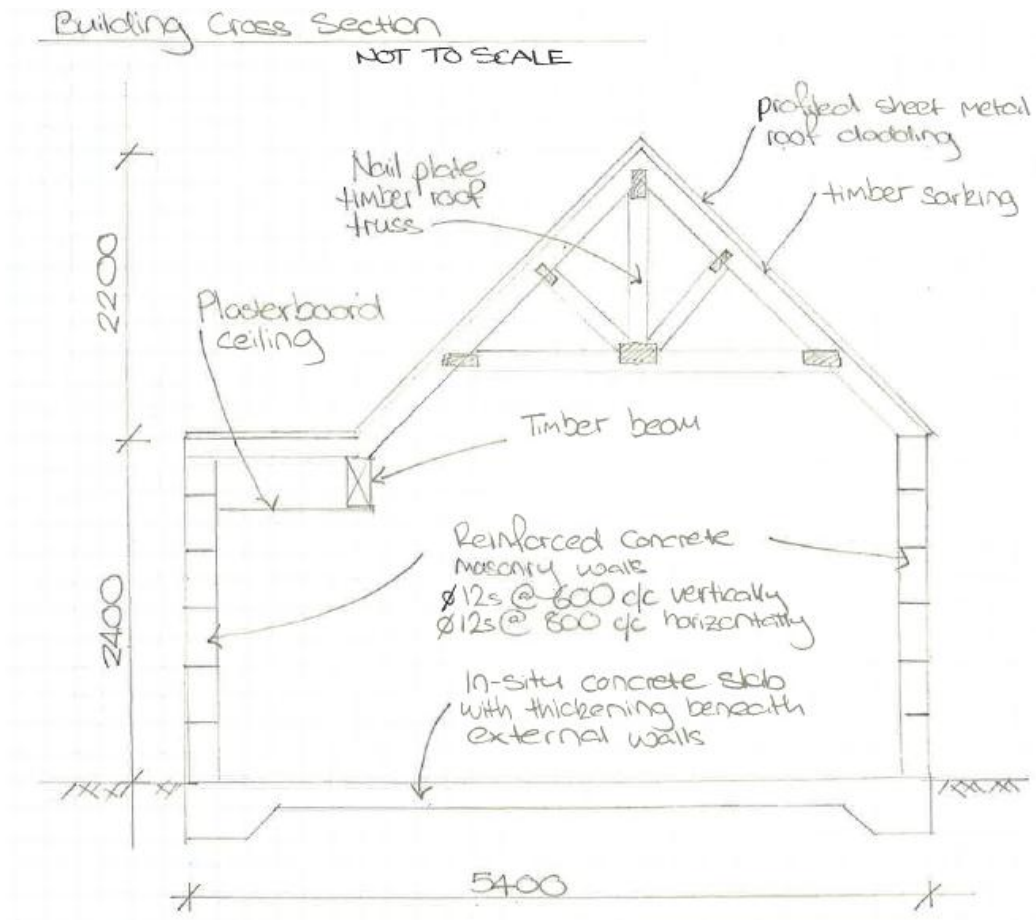 Building Cross Section
NOT TO SCALE
profiled sheet metal
roof cladding
Nail plate
timber roof
truss
timber sarking
2200
Plasterboard
ceiling
Timber beam
Reinforced concrete
masonry walls
Ø12s @ 600 c/c vertically
Ø12s @ 800 c/c horizontally
2400
In-situ concrete slab
with thickening beneath
external walls
5400